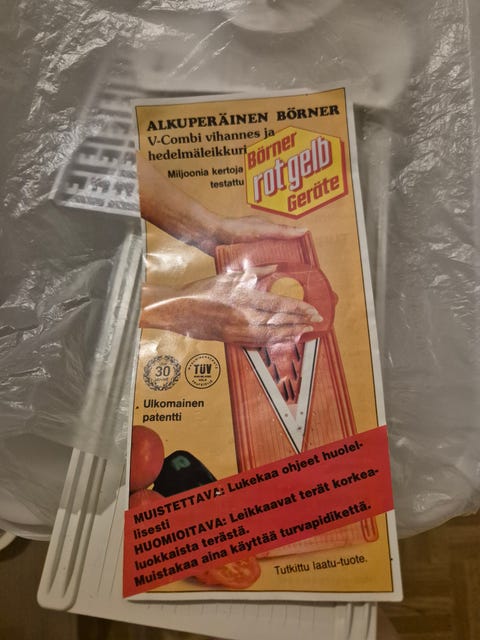 ALKUPERÄINEN BÖRNER
V-Combi vihannes ja
hedelmäleikkuri
Miljoonia kertoja
testattu
Börner
rotgelb
Geräte
30
TÜV
Ulkomainen
patentti
MUISTETTAVA: Lukekaa ohjeet huolel-
lisesti
HUOMIOITAVA: Leikkaavat terät korkea-
luokkaista terästä.
Muistakaa aina käyttää turvapidikettä.
Tutkittu laatu-tuote.